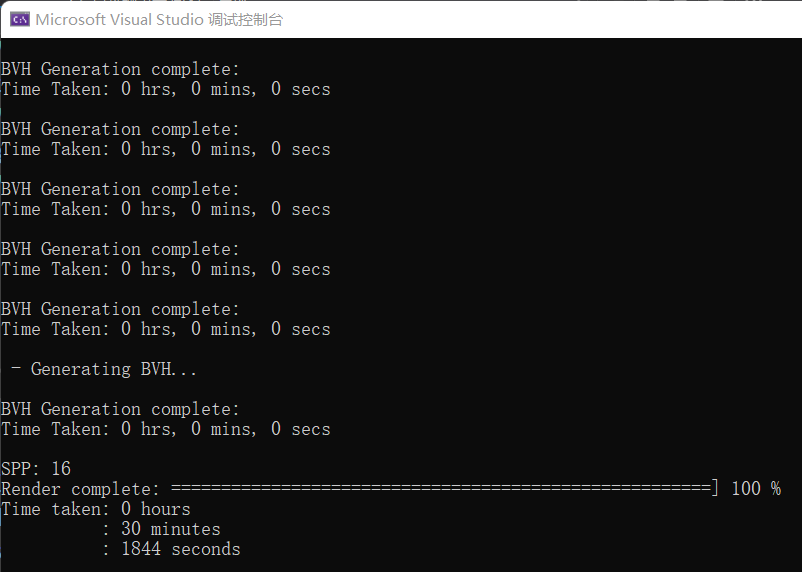 Microsoft Visual Studio 调试控制台
BVH Generation complete:
Time Taken: 0 hrs, 0 mins, 0 secs
BVH Generation complete:
Time Taken: 0 hrs, 0 mins, 0 secs
BVH Generation complete:
Time Taken: 0 hrs, 0 mins, 0 secs
BVH Generation complete:
Time Taken: 0 hrs, 0 mins, 0 secs
BVH Generation complete:
Time Taken: 0 hrs, 0 mins, 0 secs
 - Generating BVH...
BVH Generation complete:
Time Taken: 0 hrs, 0 mins, 0 secs
SPP: 16
Render complete: ======================================================] 100 %
Time taken: 0 hours
          : 30 minutes
          : 1844 seconds